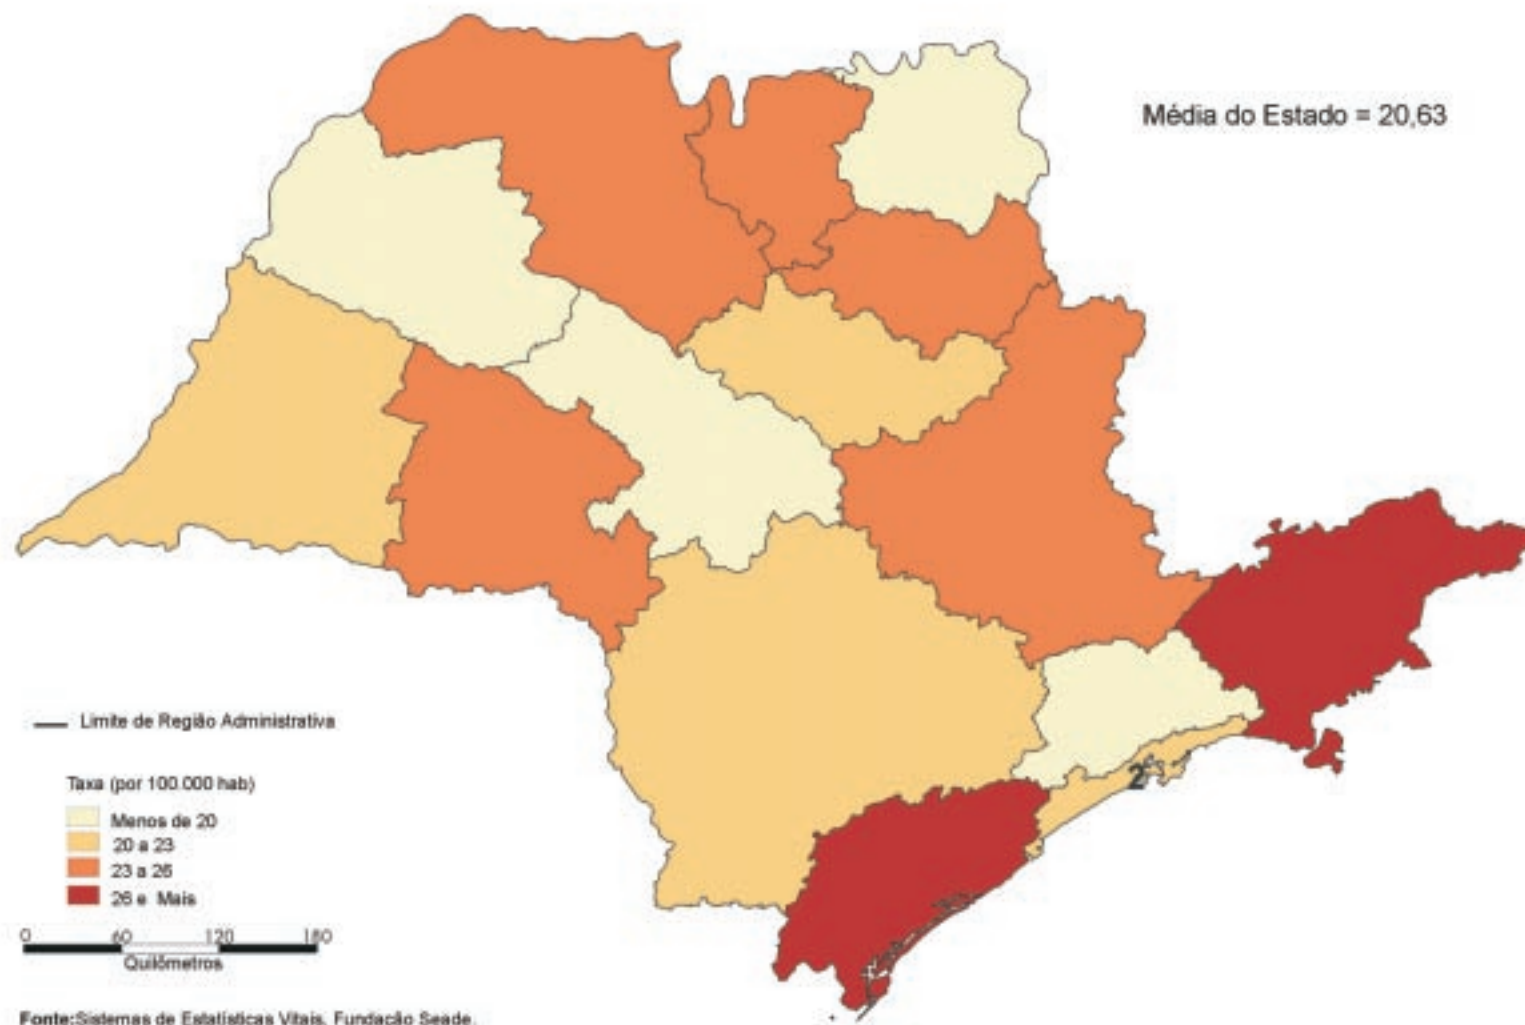 Média do Estado = 20,63
2
Limite de Região Administrativa
Taxa (por 100.000 hab)
Menos de 20
20 a 23
23 a 26
26 e Mais
0 60 120 180
Quilômetros
Fonte:Sistemas de Estatísticas Vitais, Fundação Seade.